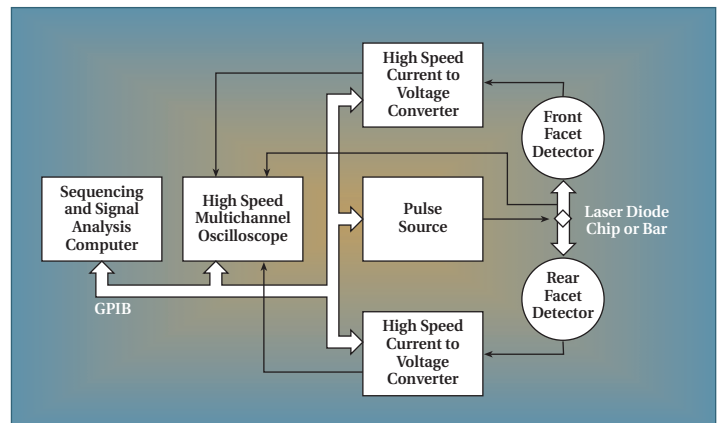 High Speed
Current to
Voltage
Converter
Front
Facet
Detector
Sequencing
and Signal
Analysis
Computer
High Speed
Multichannel
Oscilloscope
Pulse
Source
Laser Diode
Chip or Bar
GPIB
Rear
Facet
Detector
High Speed
Current to
Voltage
Converter